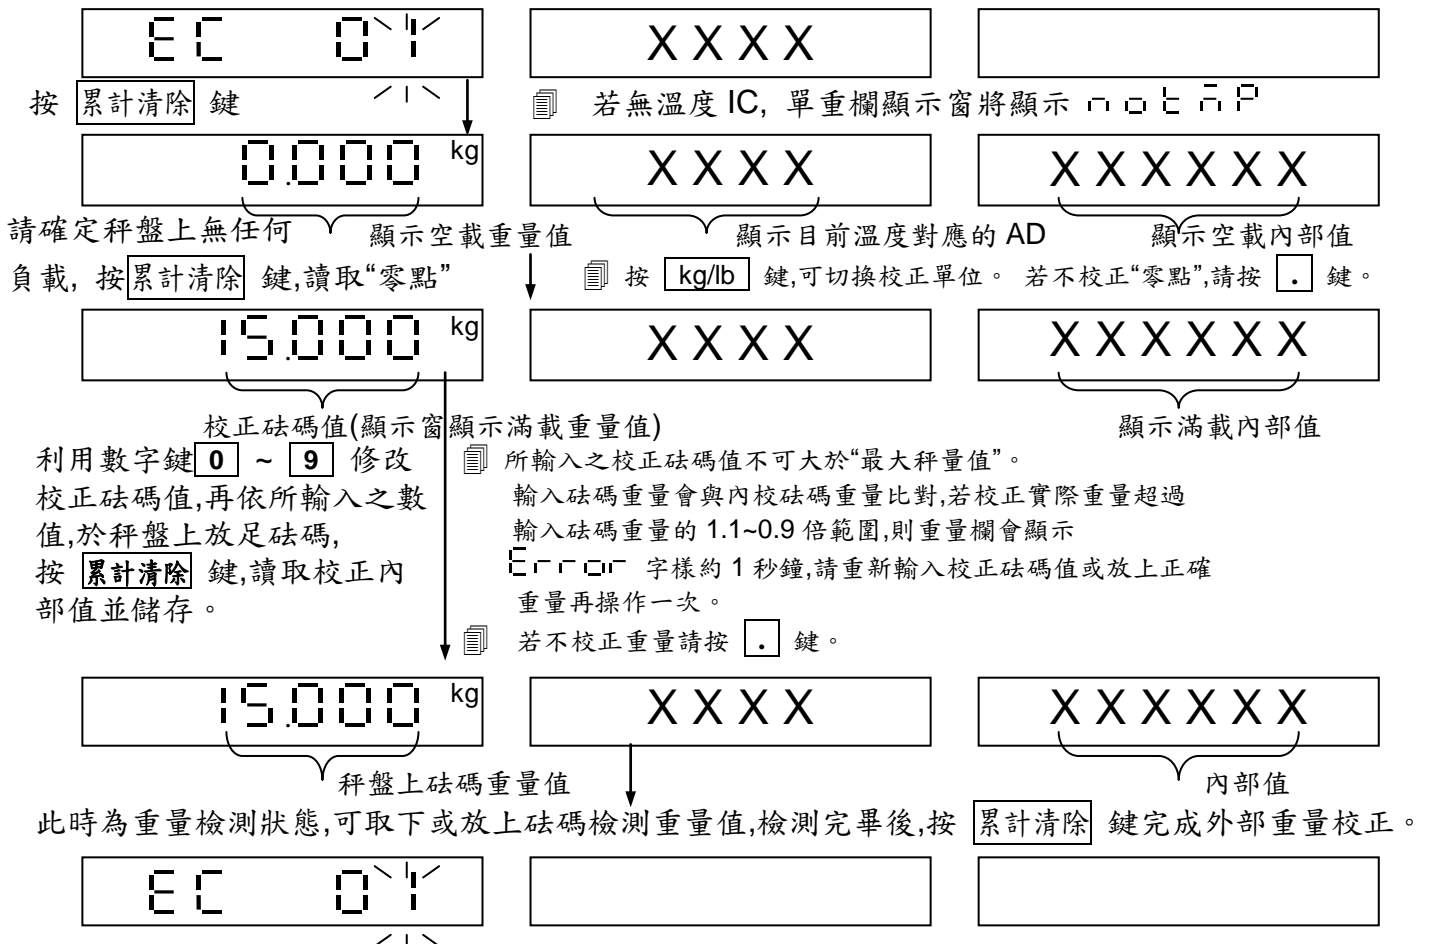 EC 01 XXXX
按 累計清除 鍵
若無溫度 IC, 單重欄顯示窗將顯示 notñP
0.000 kg XXXX XXXXXX
顯示空載重量值 顯示目前溫度對應的 AD 顯示空載內部值
請確定秤盤上無任何
負載, 按 累計清除 鍵,讀取“零點”
按 kg/lb 鍵,可切換校正單位。 若不校正“零點”,請按 . 鍵。
15.000 kg XXXX XXXXXX
校正砝碼值(顯示窗顯示滿載重量值) 顯示滿載內部值
利用數字鍵 0 ~ 9 修改
校正砝碼值,再依所輸入之數
值,於秤盤上放足砝碼,
按 累計清除 鍵,讀取校正內
部值並儲存。
所輸入之校正砝碼值不可大於“最大秤量值”。
輸入砝碼重量會與內校砝碼重量比對,若校正實際重量超過
輸入砝碼重量的 1.1~0.9 倍範圍,則重量欄會顯示
Error 字樣約 1 秒鐘,請重新輸入校正砝碼值或放上正確
重量再操作一次。
若不校正重量請按 . 鍵。
15.000 kg XXXX XXXXXX
秤盤上砝碼重量值 內部值
此時為重量檢測狀態,可取下或放上砝碼檢測重量值,檢測完畢後,按 累計清除 鍵完成外部重量校正。
EC 01